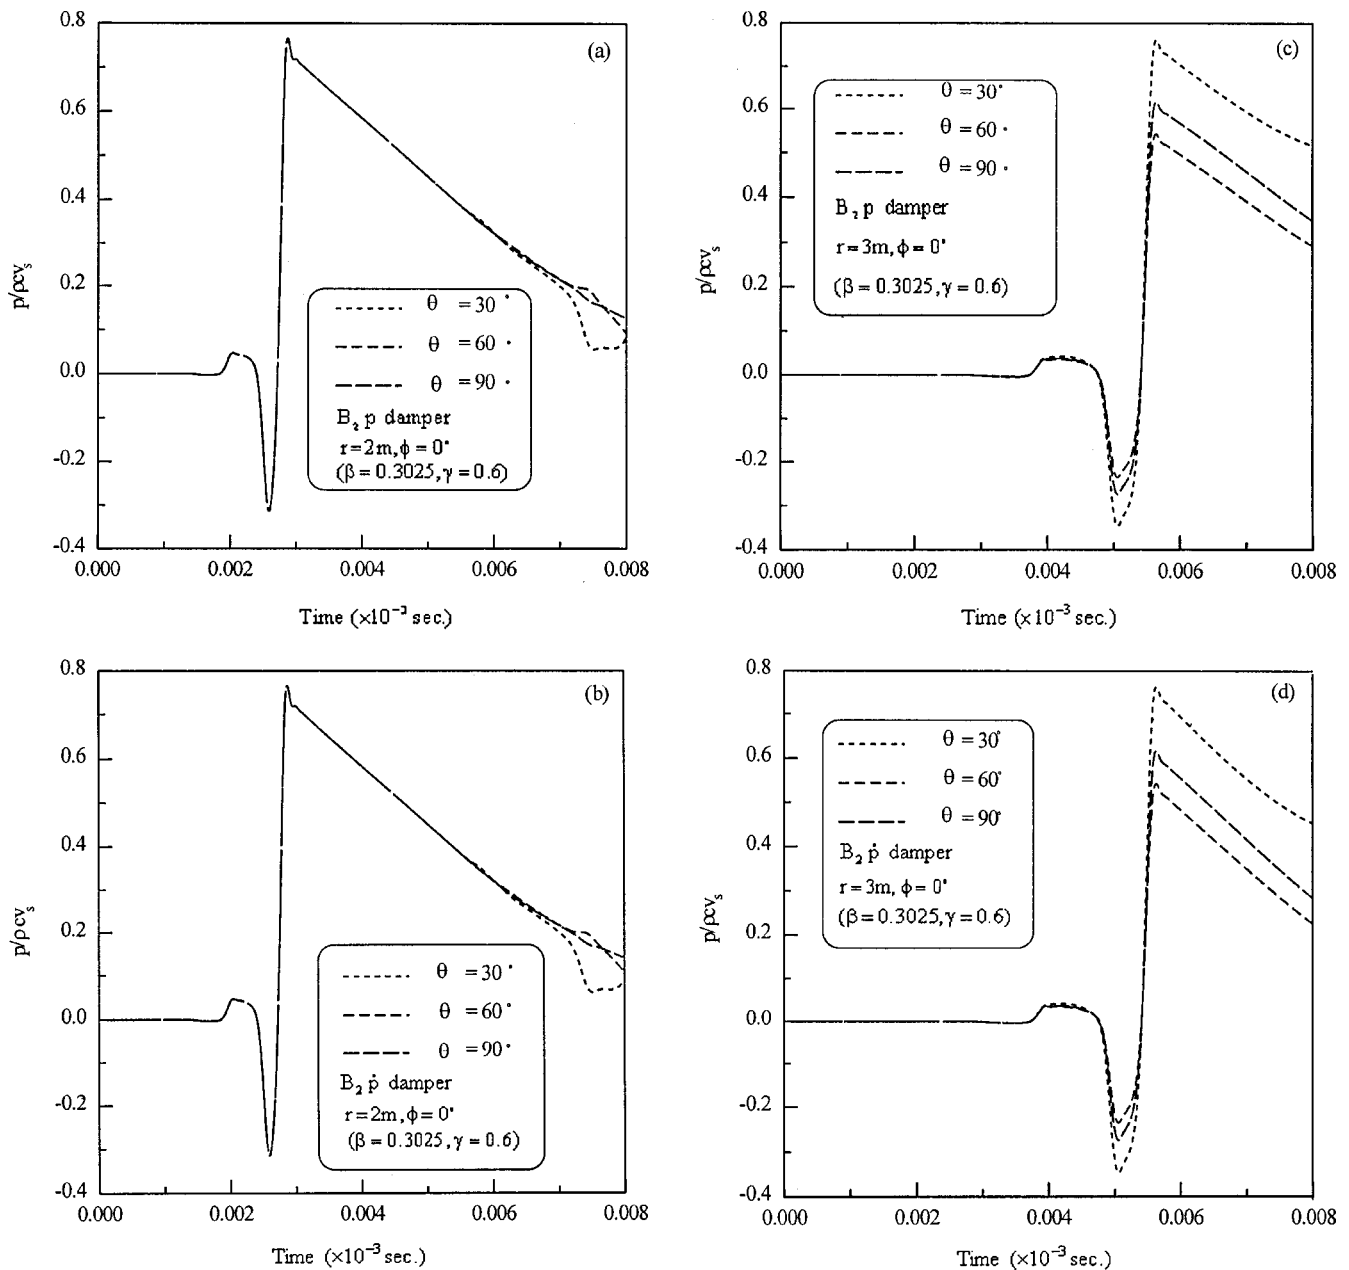 (a)
0.8
0.6
0.4
0.2
0.0
-0.2
-0.4
p/ρcvₛ
θ = 30°
θ = 60°
θ = 90°
B₂ p damper
r=2m,ϕ=0°
(β=0.3025,γ=0.6)
0.000 0.002 0.004 0.006 0.008
Time (×10⁻³ sec.)
(c)
0.8
0.6
0.4
0.2
0.0
-0.2
-0.4
p/ρcvₛ
θ = 30°
θ = 60°
θ = 90°
B₂ p damper
r=3m,ϕ=0°
(β=0.3025,γ=0.6)
0.000 0.002 0.004 0.006 0.008
Time (×10⁻³ sec.)
(b)
0.8
0.6
0.4
0.2
0.0
-0.2
-0.4
p/ρcvₛ
θ = 30°
θ = 60°
θ = 90°
B₂ ṗ damper
r=2m,ϕ=0°
(β=0.3025,γ=0.6)
0.000 0.002 0.004 0.006 0.008
Time (×10⁻³ sec.)
(d)
0.8
0.6
0.4
0.2
0.0
-0.2
-0.4
p/ρcvₛ
θ = 30°
θ = 60°
θ = 90°
B₂ ṗ damper
r=3m,ϕ=0°
(β=0.3025,γ=0.6)
0.000 0.002 0.004 0.006 0.008
Time (×10⁻³ sec.)